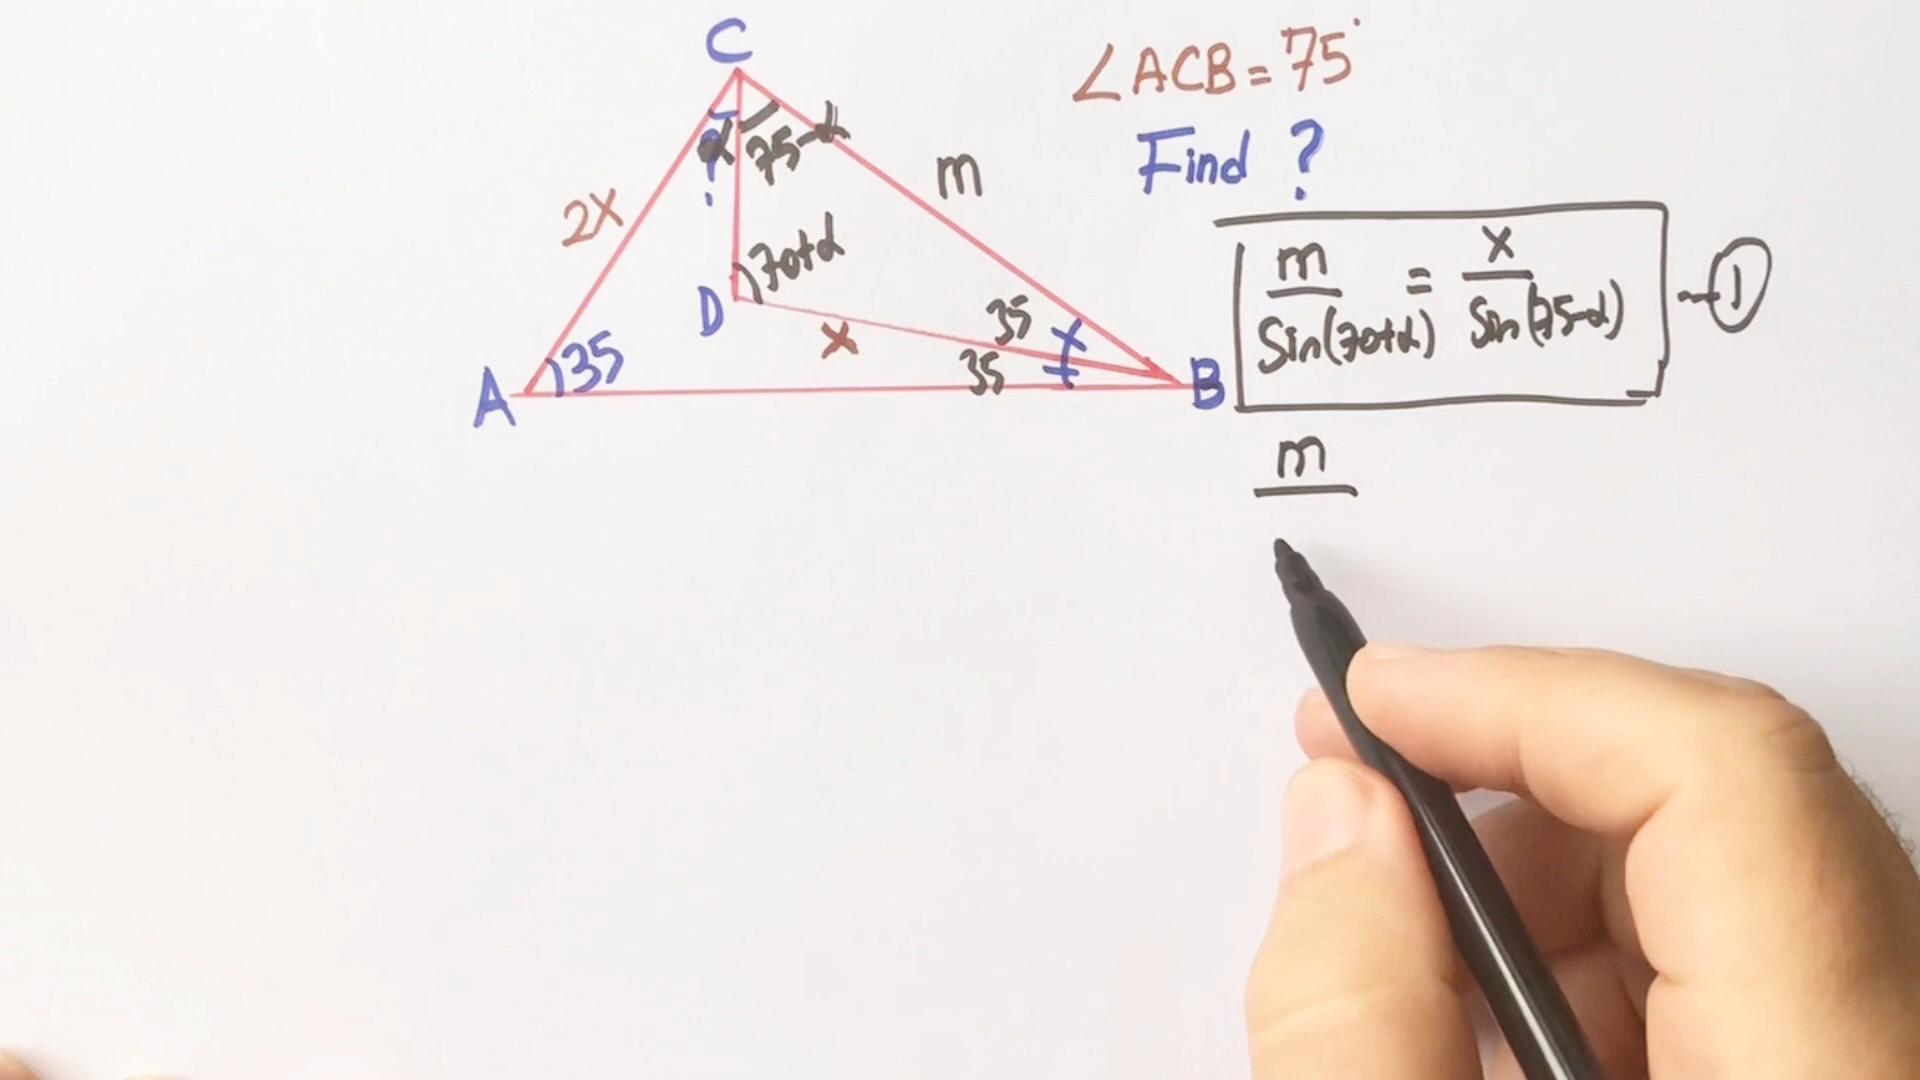 C
∠ACB = 75°
Find ?
α 75-α
?
2X
m
70+α
D
X
35
35
X
A
35
B
m/Sin(70+α) = X/Sin(75-α) — ①
m